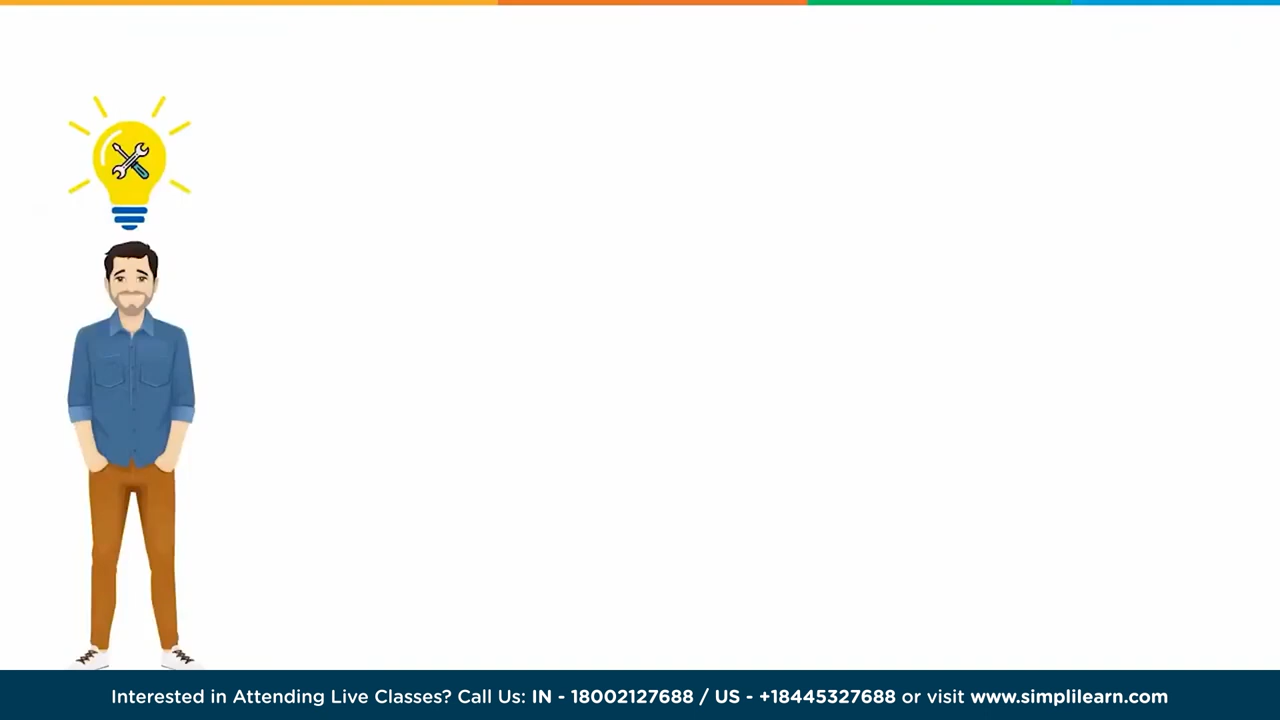 Interested in Attending Live Classes? Call Us: IN - 18002127688 / US - +18445327688 or visit www.simplilearn.com